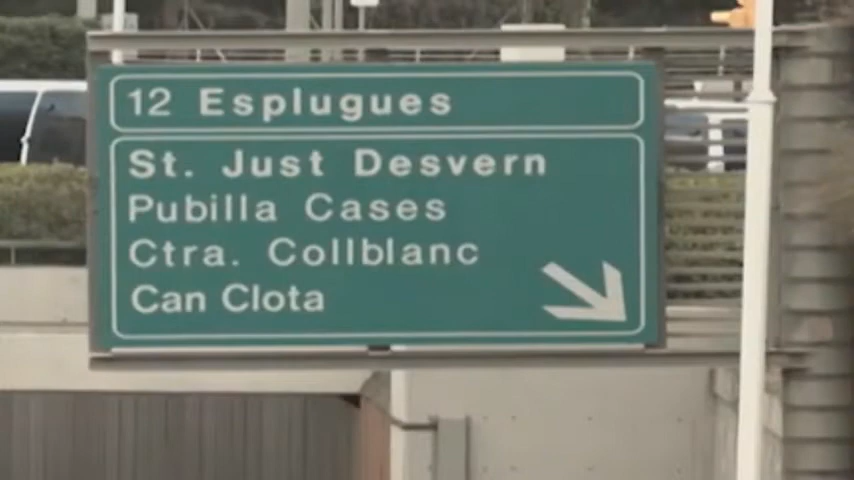 12 Esplugues
St. Just Desvern
Pubilla Cases
Ctra. Collblanc
Can Clota